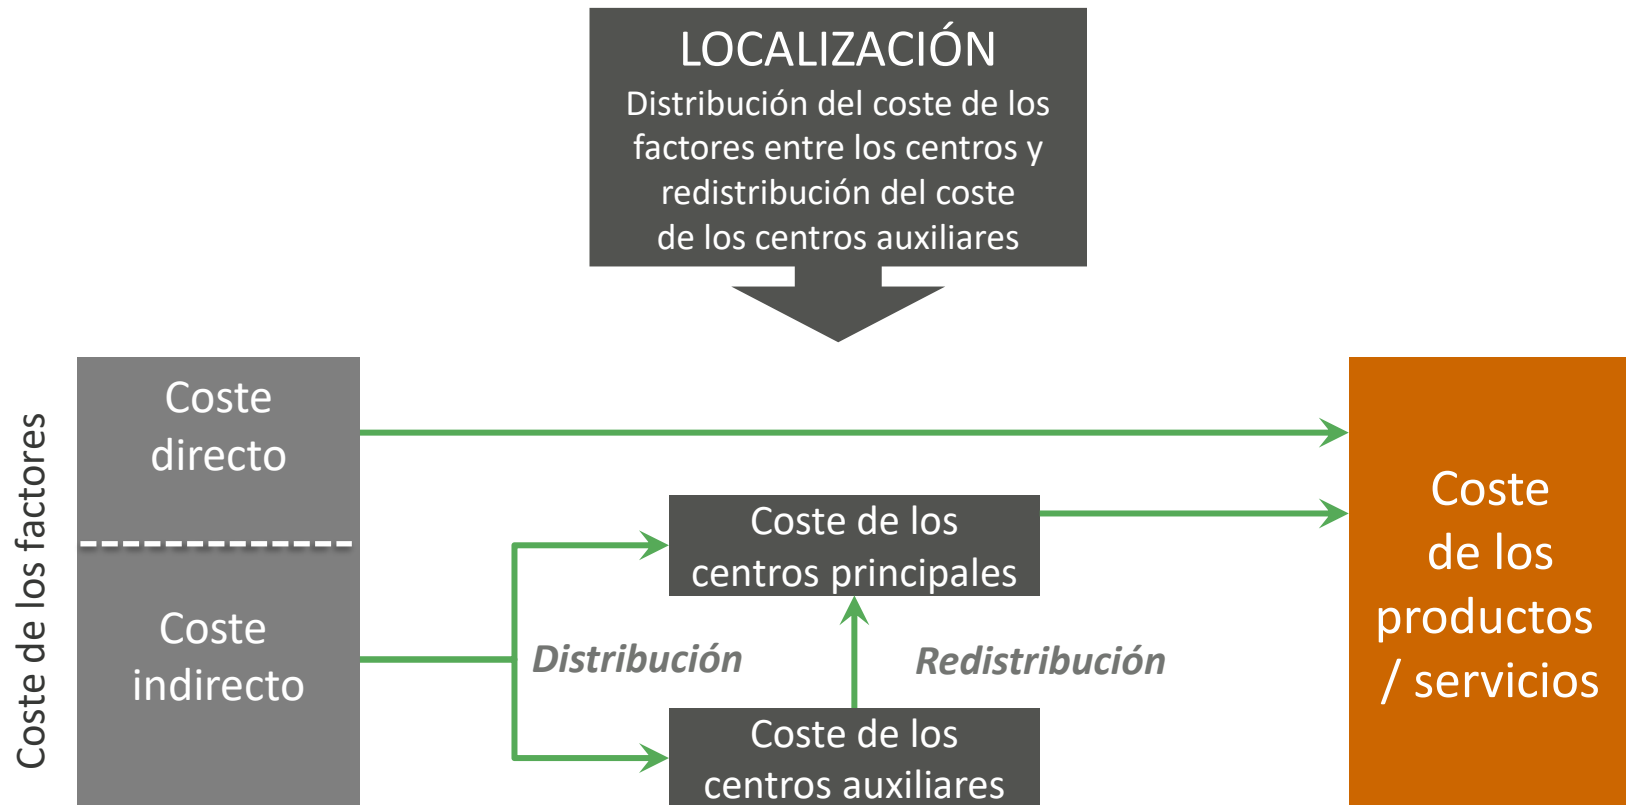 LOCALIZACIÓN
Distribución del coste de los
factores entre los centros y
redistribución del coste
de los centros auxiliares
Coste de los factores
Coste
directo
Coste
indirecto
Distribución
Coste de los
centros principales
Redistribución
Coste de los
centros auxiliares
Coste
de los
productos
/ servicios